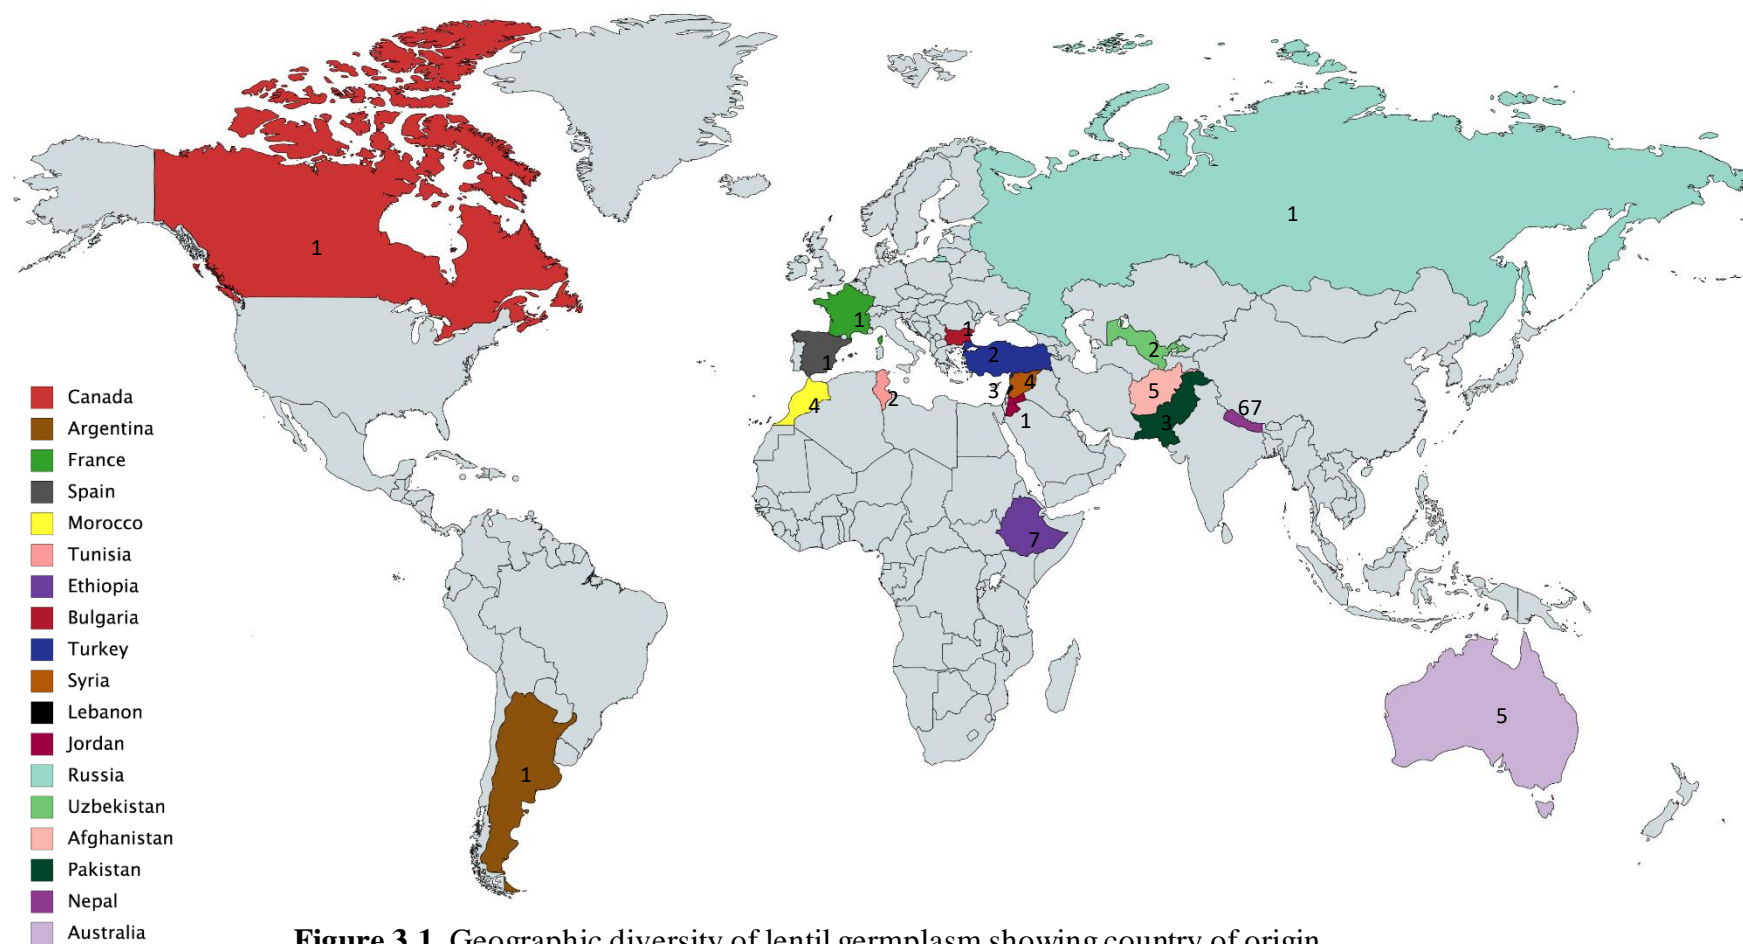 1
1
1
1
1
2
2
1
4
3
5
4
2
67
3
1
7
5
1
Canada
Argentina
France
Spain
Morocco
Tunisia
Ethiopia
Bulgaria
Turkey
Syria
Lebanon
Jordan
Russia
Uzbekistan
Afghanistan
Pakistan
Nepal
Australia
Figure 3.1. Geographic diversity of lentil germplasm showing country of origin